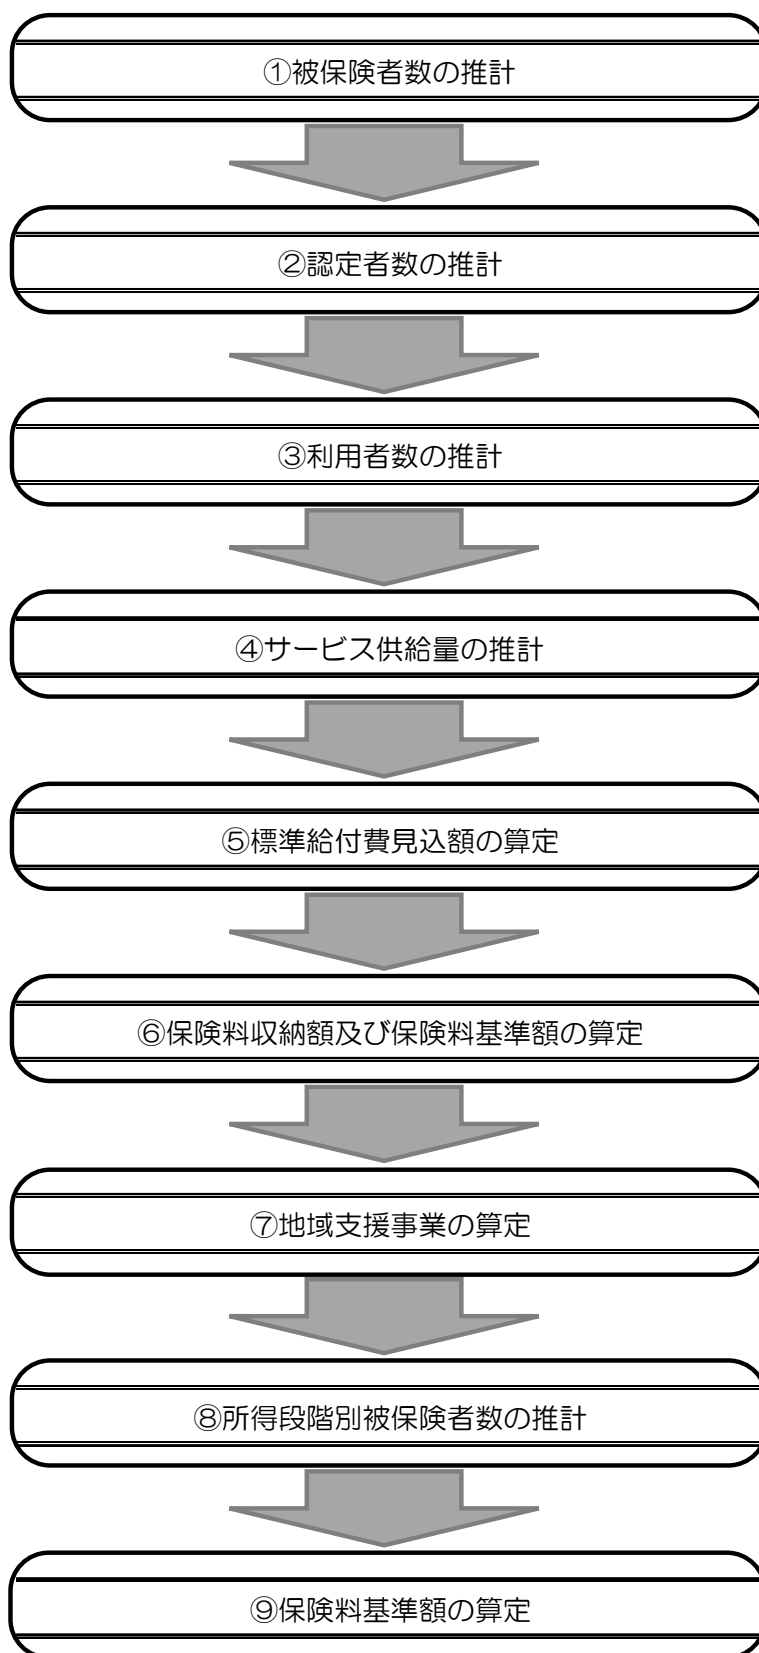 ①被保険者数の推計
②認定者数の推計
③利用者数の推計
④サービス供給量の推計
⑤標準給付費見込額の算定
⑥保険料収納額及び保険料基準額の算定
⑦地域支援事業の算定
⑧所得段階別被保険者数の推計
⑨保険料基準額の算定